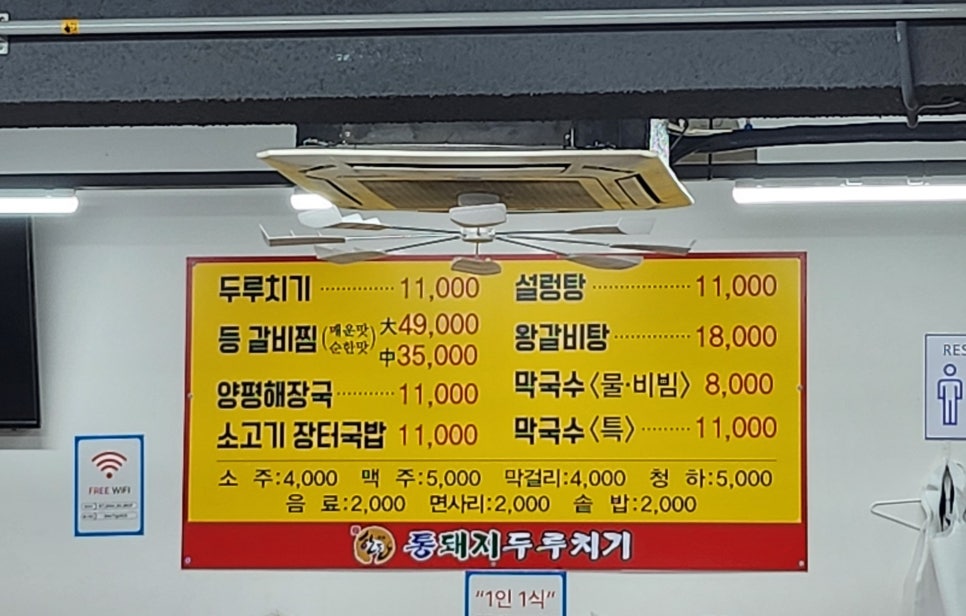 두루치기 ············ 11,000
등 갈비찜 (매운맛 순한맛) 大 49,000 中 35,000
양평해장국 ········· 11,000
소고기 장터국밥 11,000
설렁탕 ··············· 11,000
왕갈비탕 ············ 18,000
막국수〈물·비빔〉 8,000
막국수〈특〉········ 11,000
소 주:4,000 맥 주:5,000 막걸리:4,000 청 하:5,000
음 료:2,000 면사리:2,000 솥 밥:2,000
통돼지두루치기
FREE WiFi
RES
"1인 1식"